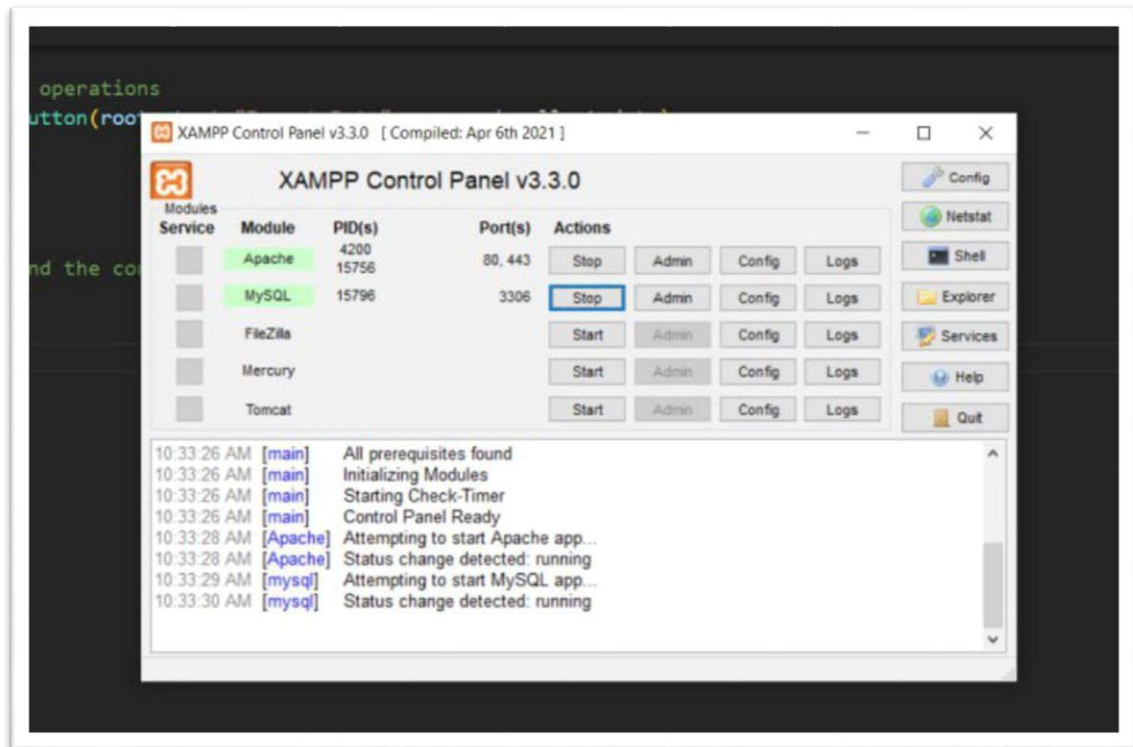 operations
utton(root
XAMPP Control Panel v3.3.0 [ Compiled: Apr 6th 2021 ]
XAMPP Control Panel v3.3.0
Config
Modules
Netstat
Service Module PID(s) Port(s) Actions
Apache 4200 15756 80, 443 Stop Admin Config Logs
Shell
nd the co
MySQL 15796 3306 Stop Admin Config Logs
Explorer
FileZilla Start Admin Config Logs
Services
Mercury Start Admin Config Logs
Help
Tomcat Start Admin Config Logs
Quit
10:33:26 AM [main] All prerequisites found
10:33:26 AM [main] Initializing Modules
10:33:26 AM [main] Starting Check-Timer
10:33:26 AM [main] Control Panel Ready
10:33:28 AM [Apache] Attempting to start Apache app...
10:33:28 AM [Apache] Status change detected: running
10:33:29 AM [mysql] Attempting to start MySQL app...
10:33:30 AM [mysql] Status change detected: running